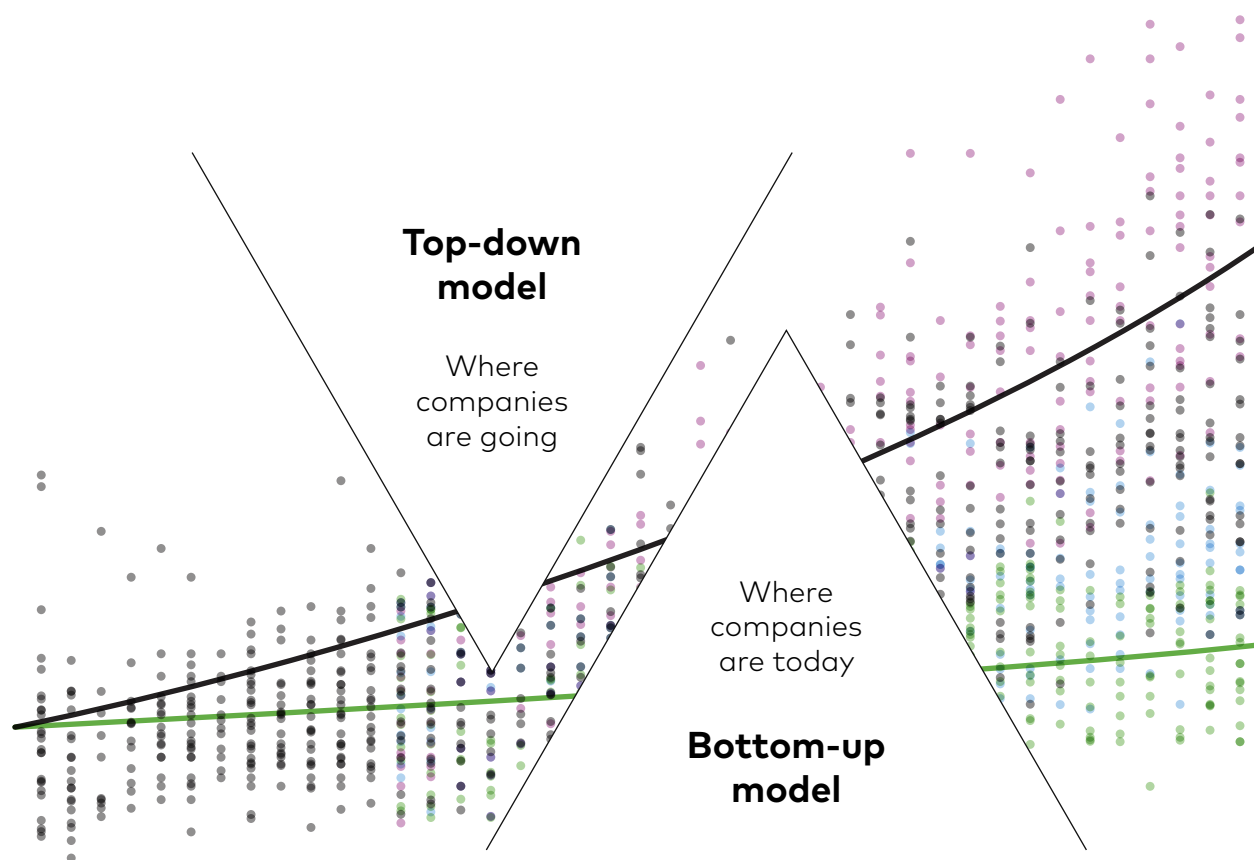 Top-down
model
Where
companies
are going
Where
companies
are today
Bottom-up
model